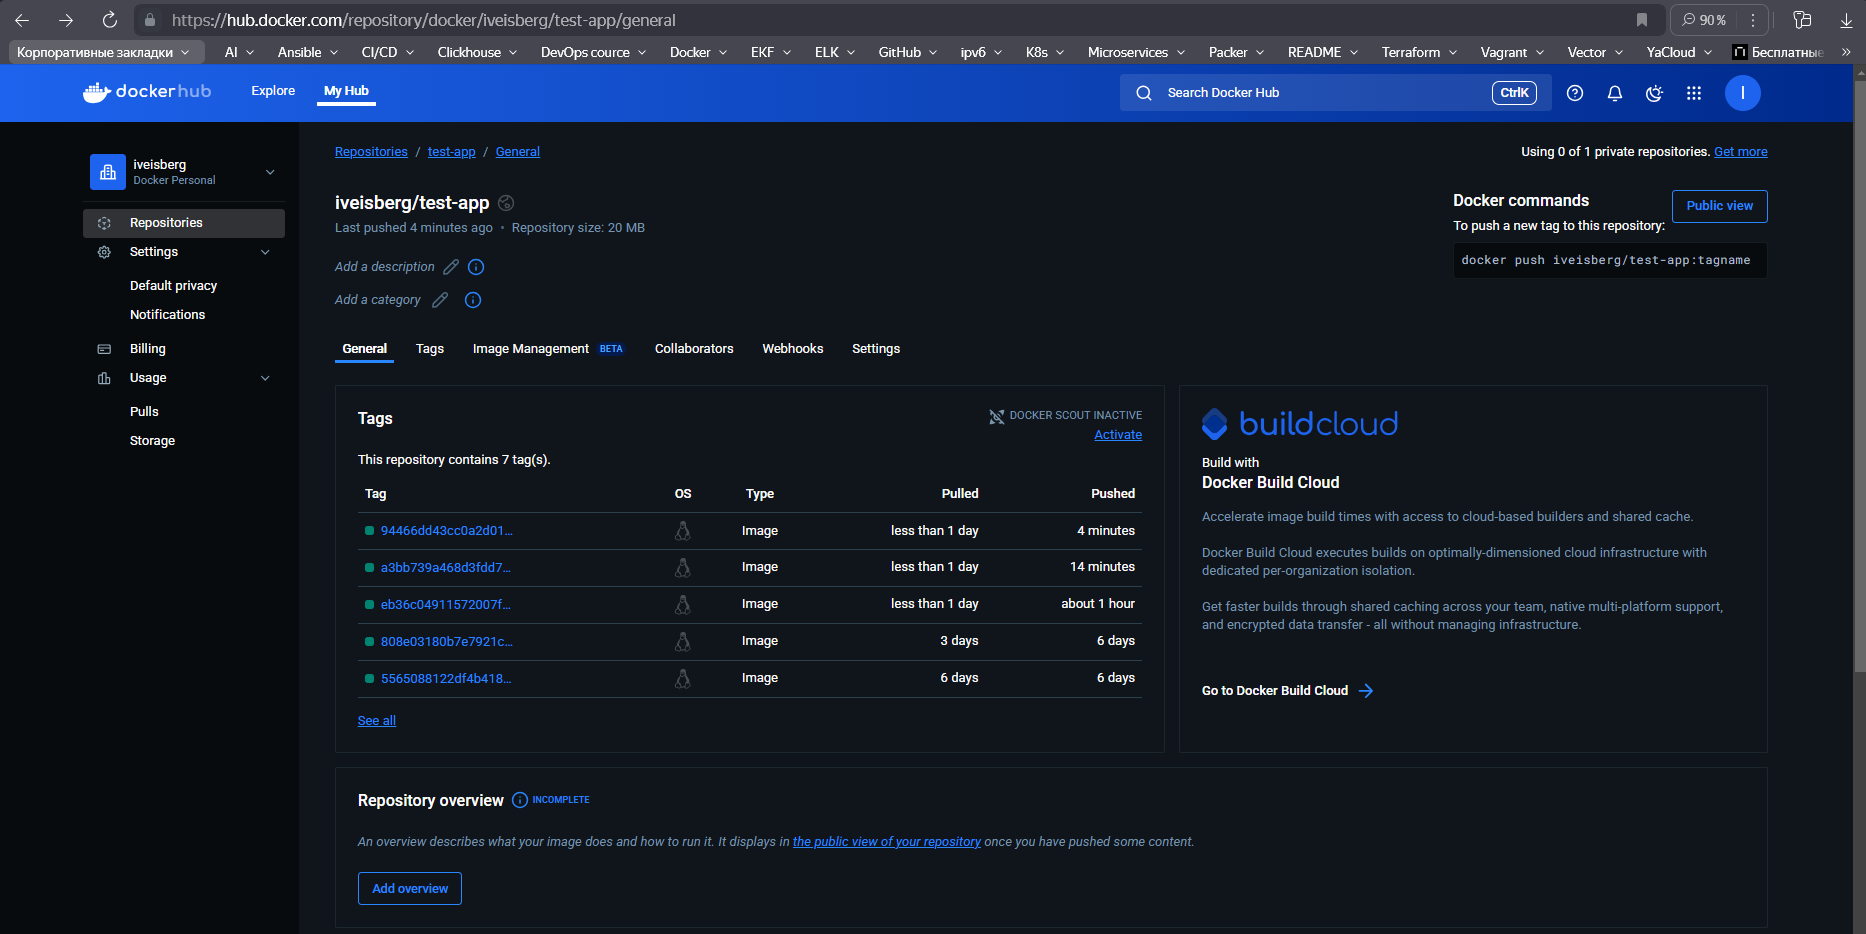 https://hub.docker.com/repository/docker/iveisberg/test-app/general
90 %
Корпоративные закладки
AI
Ansible
CI/CD
Clickhouse
DevOps cource
Docker
EKF
ELK
GitHub
ipv6
K8s
Microservices
Packer
README
Terraform
Vagrant
Vector
YaCloud
Бесплатные
dockerhub
Explore
My Hub
Search Docker Hub
CtrlK
I
iveisberg
Docker Personal
Repositories
Settings
Default privacy
Notifications
Billing
Usage
Pulls
Storage
Repositories / test-app / General
Using 0 of 1 private repositories. Get more
iveisberg/test-app
Last pushed 4 minutes ago • Repository size: 20 MB
Add a description
Add a category
Docker commands
Public view
To push a new tag to this repository:
docker push iveisberg/test-app:tagname
General
Tags
Image Management BETA
Collaborators
Webhooks
Settings
Tags
DOCKER SCOUT INACTIVE
Activate
This repository contains 7 tag(s).
Tag OS Type Pulled Pushed
94466dd43cc0a2d01... Image less than 1 day 4 minutes
a3bb739a468d3fdd7... Image less than 1 day 14 minutes
eb36c04911572007f... Image less than 1 day about 1 hour
808e03180b7e7921c... Image 3 days 6 days
5565088122df4b418... Image 6 days 6 days
See all
buildcloud
Build with
Docker Build Cloud
Accelerate image build times with access to cloud-based builders and shared cache.
Docker Build Cloud executes builds on optimally-dimensioned cloud infrastructure with
dedicated per-organization isolation.
Get faster builds through shared caching across your team, native multi-platform support,
and encrypted data transfer - all without managing infrastructure.
Go to Docker Build Cloud
Repository overview INCOMPLETE
An overview describes what your image does and how to run it. It displays in the public view of your repository once you have pushed some content.
Add overview